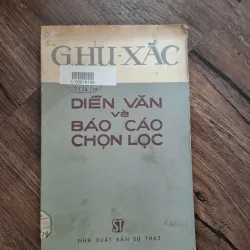 G.HU-XẮC
DIỄN VĂN
và
BÁO CÁO
CHỌN LỌC
ST
NHÀ XUẤT BẢN SỰ THẬT